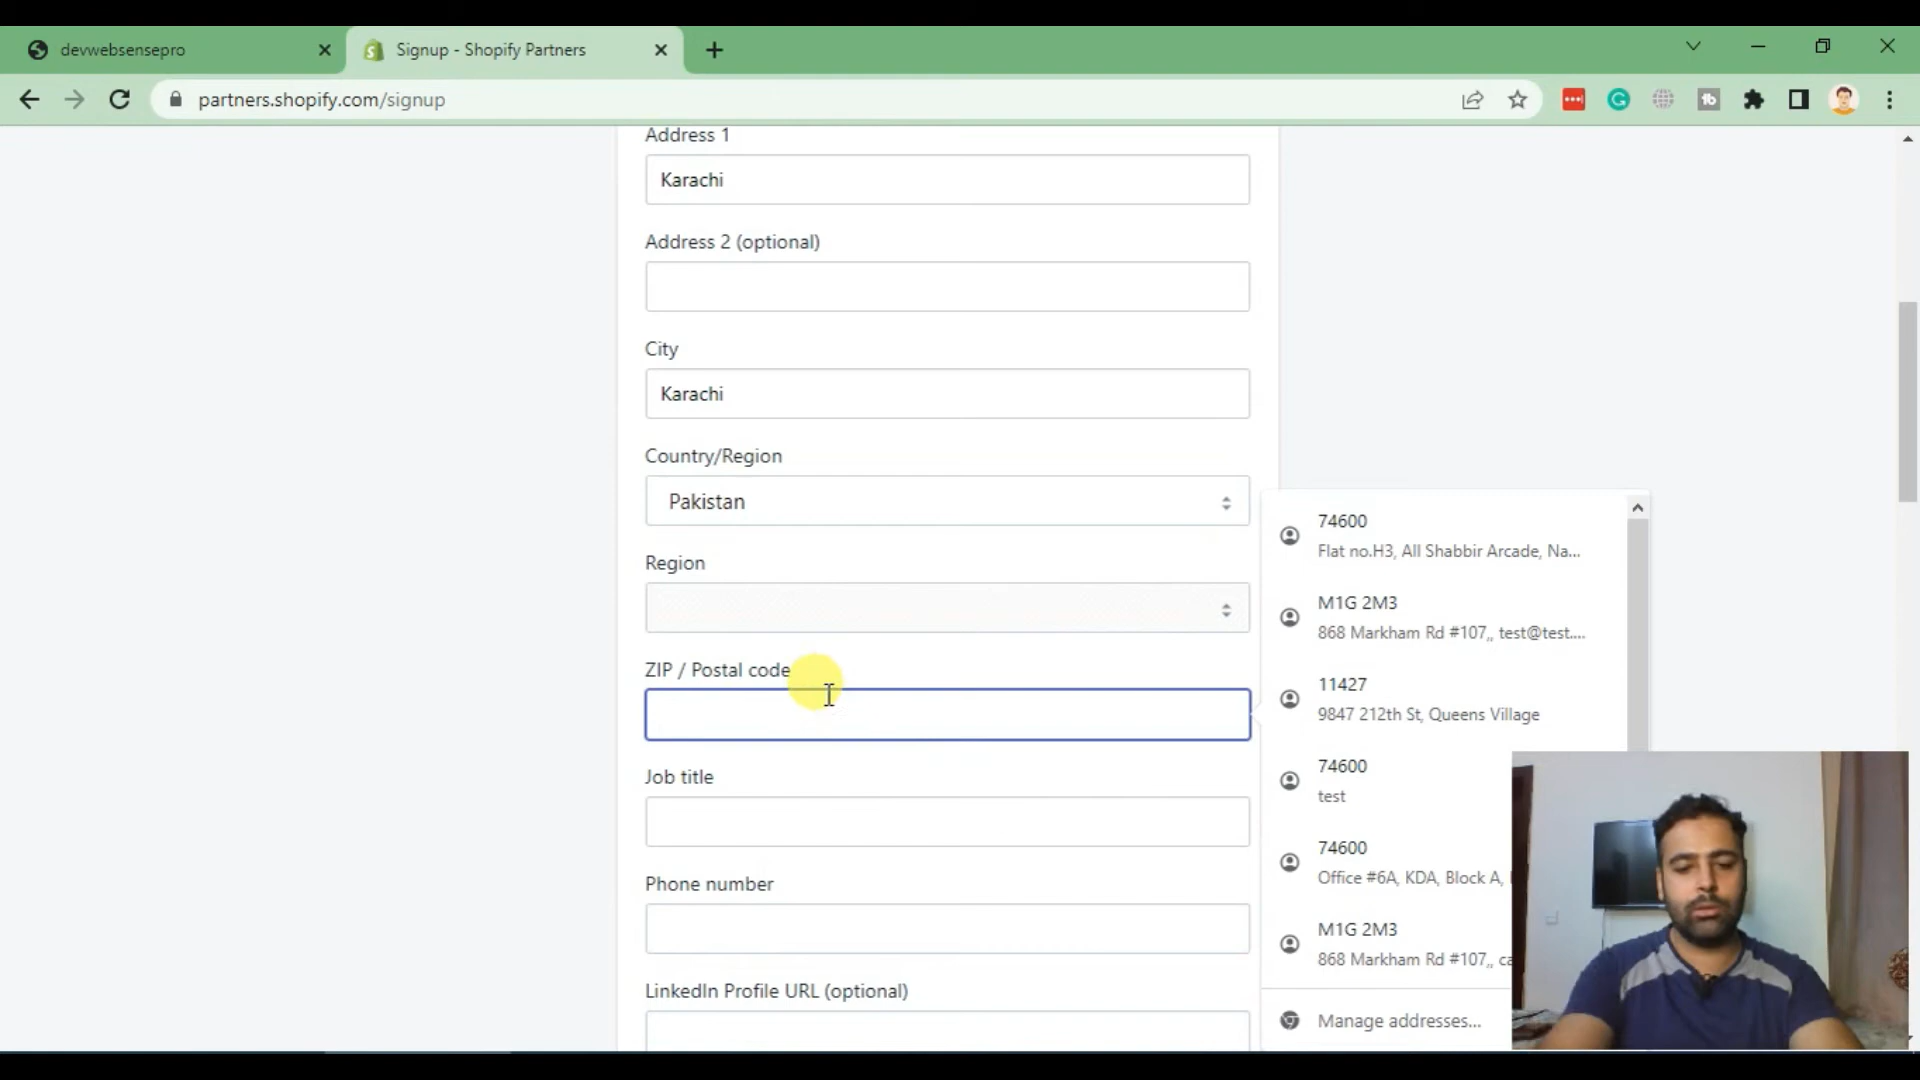 devwebsensepro
Signup - Shopify Partners
partners.shopify.com/signup
Address 1
Karachi
Address 2 (optional)
City
Karachi
Country/Region
Pakistan
Region
ZIP / Postal code
Job title
Phone number
LinkedIn Profile URL (optional)
74600
Flat no.H3, All Shabbir Arcade, Na...
M1G 2M3
868 Markham Rd #107,, test@test....
11427
9847 212th St, Queens Village
74600
test
74600
Office #6A, KDA, Block A,
M1G 2M3
868 Markham Rd #107,, ca
Manage addresses...